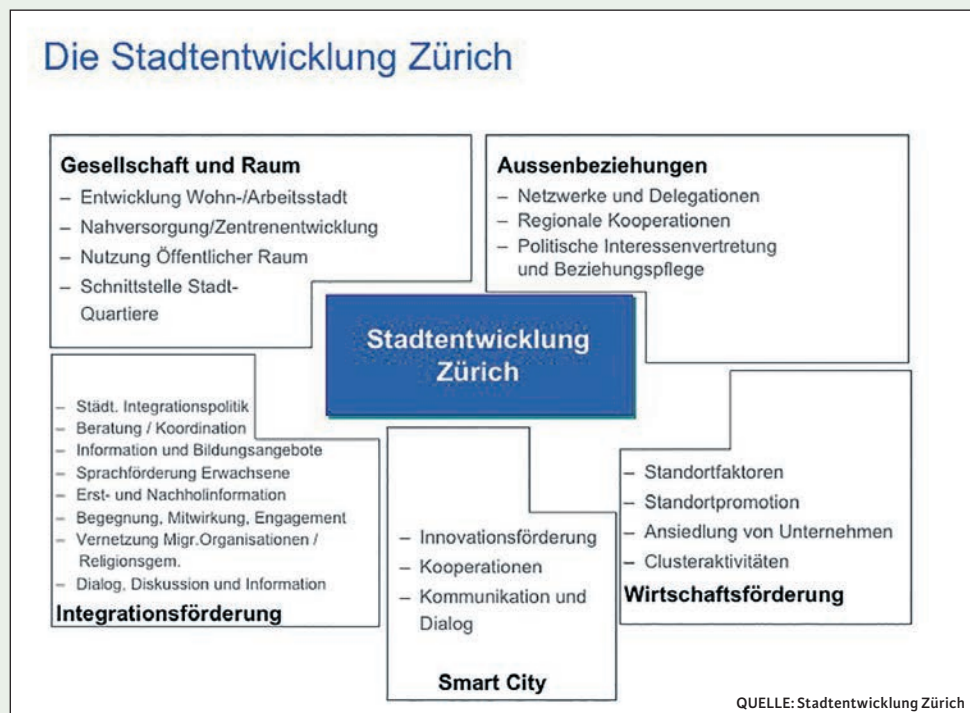 Die Stadtentwicklung Zürich
Gesellschaft und Raum
– Entwicklung Wohn-/Arbeitsstadt
– Nahversorgung/Zentrenentwicklung
– Nutzung Öffentlicher Raum
– Schnittstelle Stadt-
Quartiere
Aussenbeziehungen
– Netzwerke und Delegationen
– Regionale Kooperationen
– Politische Interessenvertretung
und Beziehungspflege
Stadtentwicklung
Zürich
– Städt. Integrationspolitik
– Beratung / Koordination
– Information und Bildungsangebote
– Sprachförderung Erwachsene
– Erst- und Nachholinformation
– Begegnung, Mitwirkung, Engagement
– Vernetzung Migr.Organisationen /
Religionsgem.
– Dialog, Diskussion und Information
Integrationsförderung
– Innovationsförderung
– Kooperationen
– Kommunikation und
Dialog
Smart City
– Standortfaktoren
– Standortpromotion
– Ansiedlung von Unternehmen
– Clusteraktivitäten
Wirtschaftsförderung
QUELLE: Stadtentwicklung Zürich